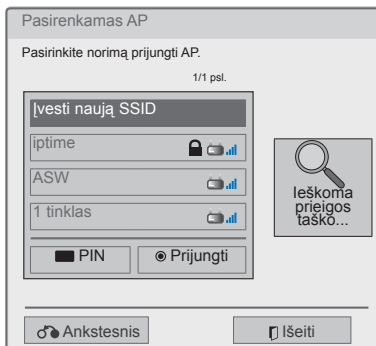 Pasirenkamas AP
Pasirinkite norimą prijungti AP.
1/1 psl.
Įvesti naują SSID
iptime
ASW
1 tinklas
PIN
Prijungti
Ieškoma
prieigos
taško...
Ankstesnis
Išeiti